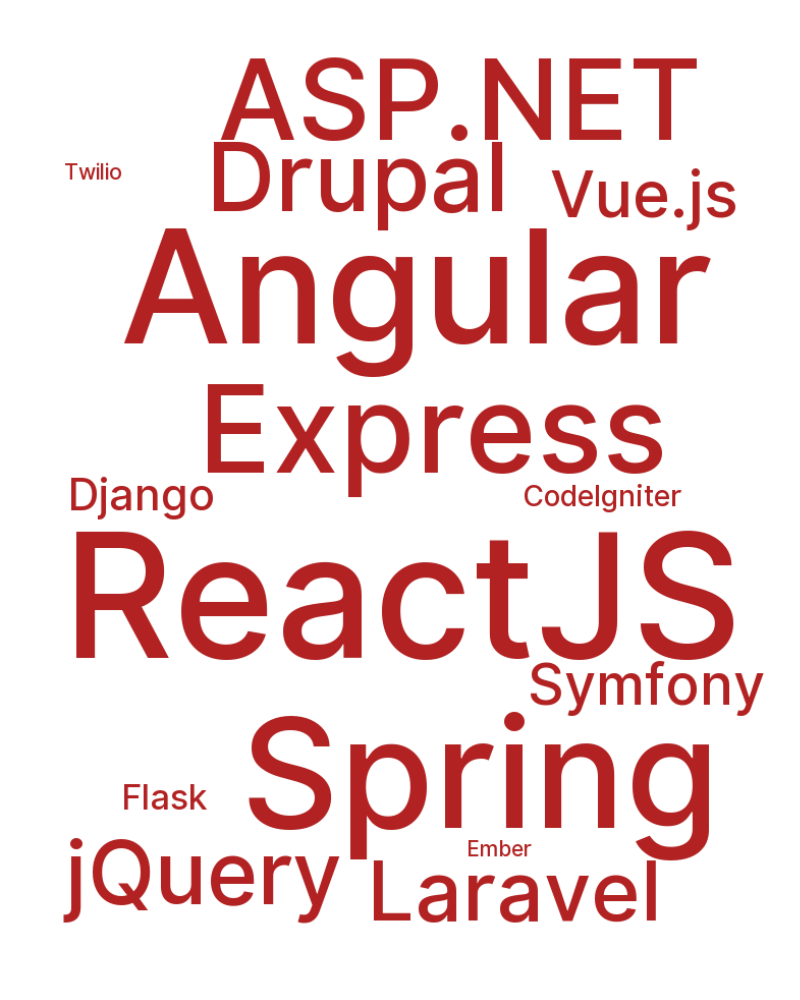 ASP.NET
Twilio
Drupal
Vue.js
Angular
Express
Django
CodeIgniter
ReactJS
Symfony
Spring
Flask
Ember
jQuery
Laravel